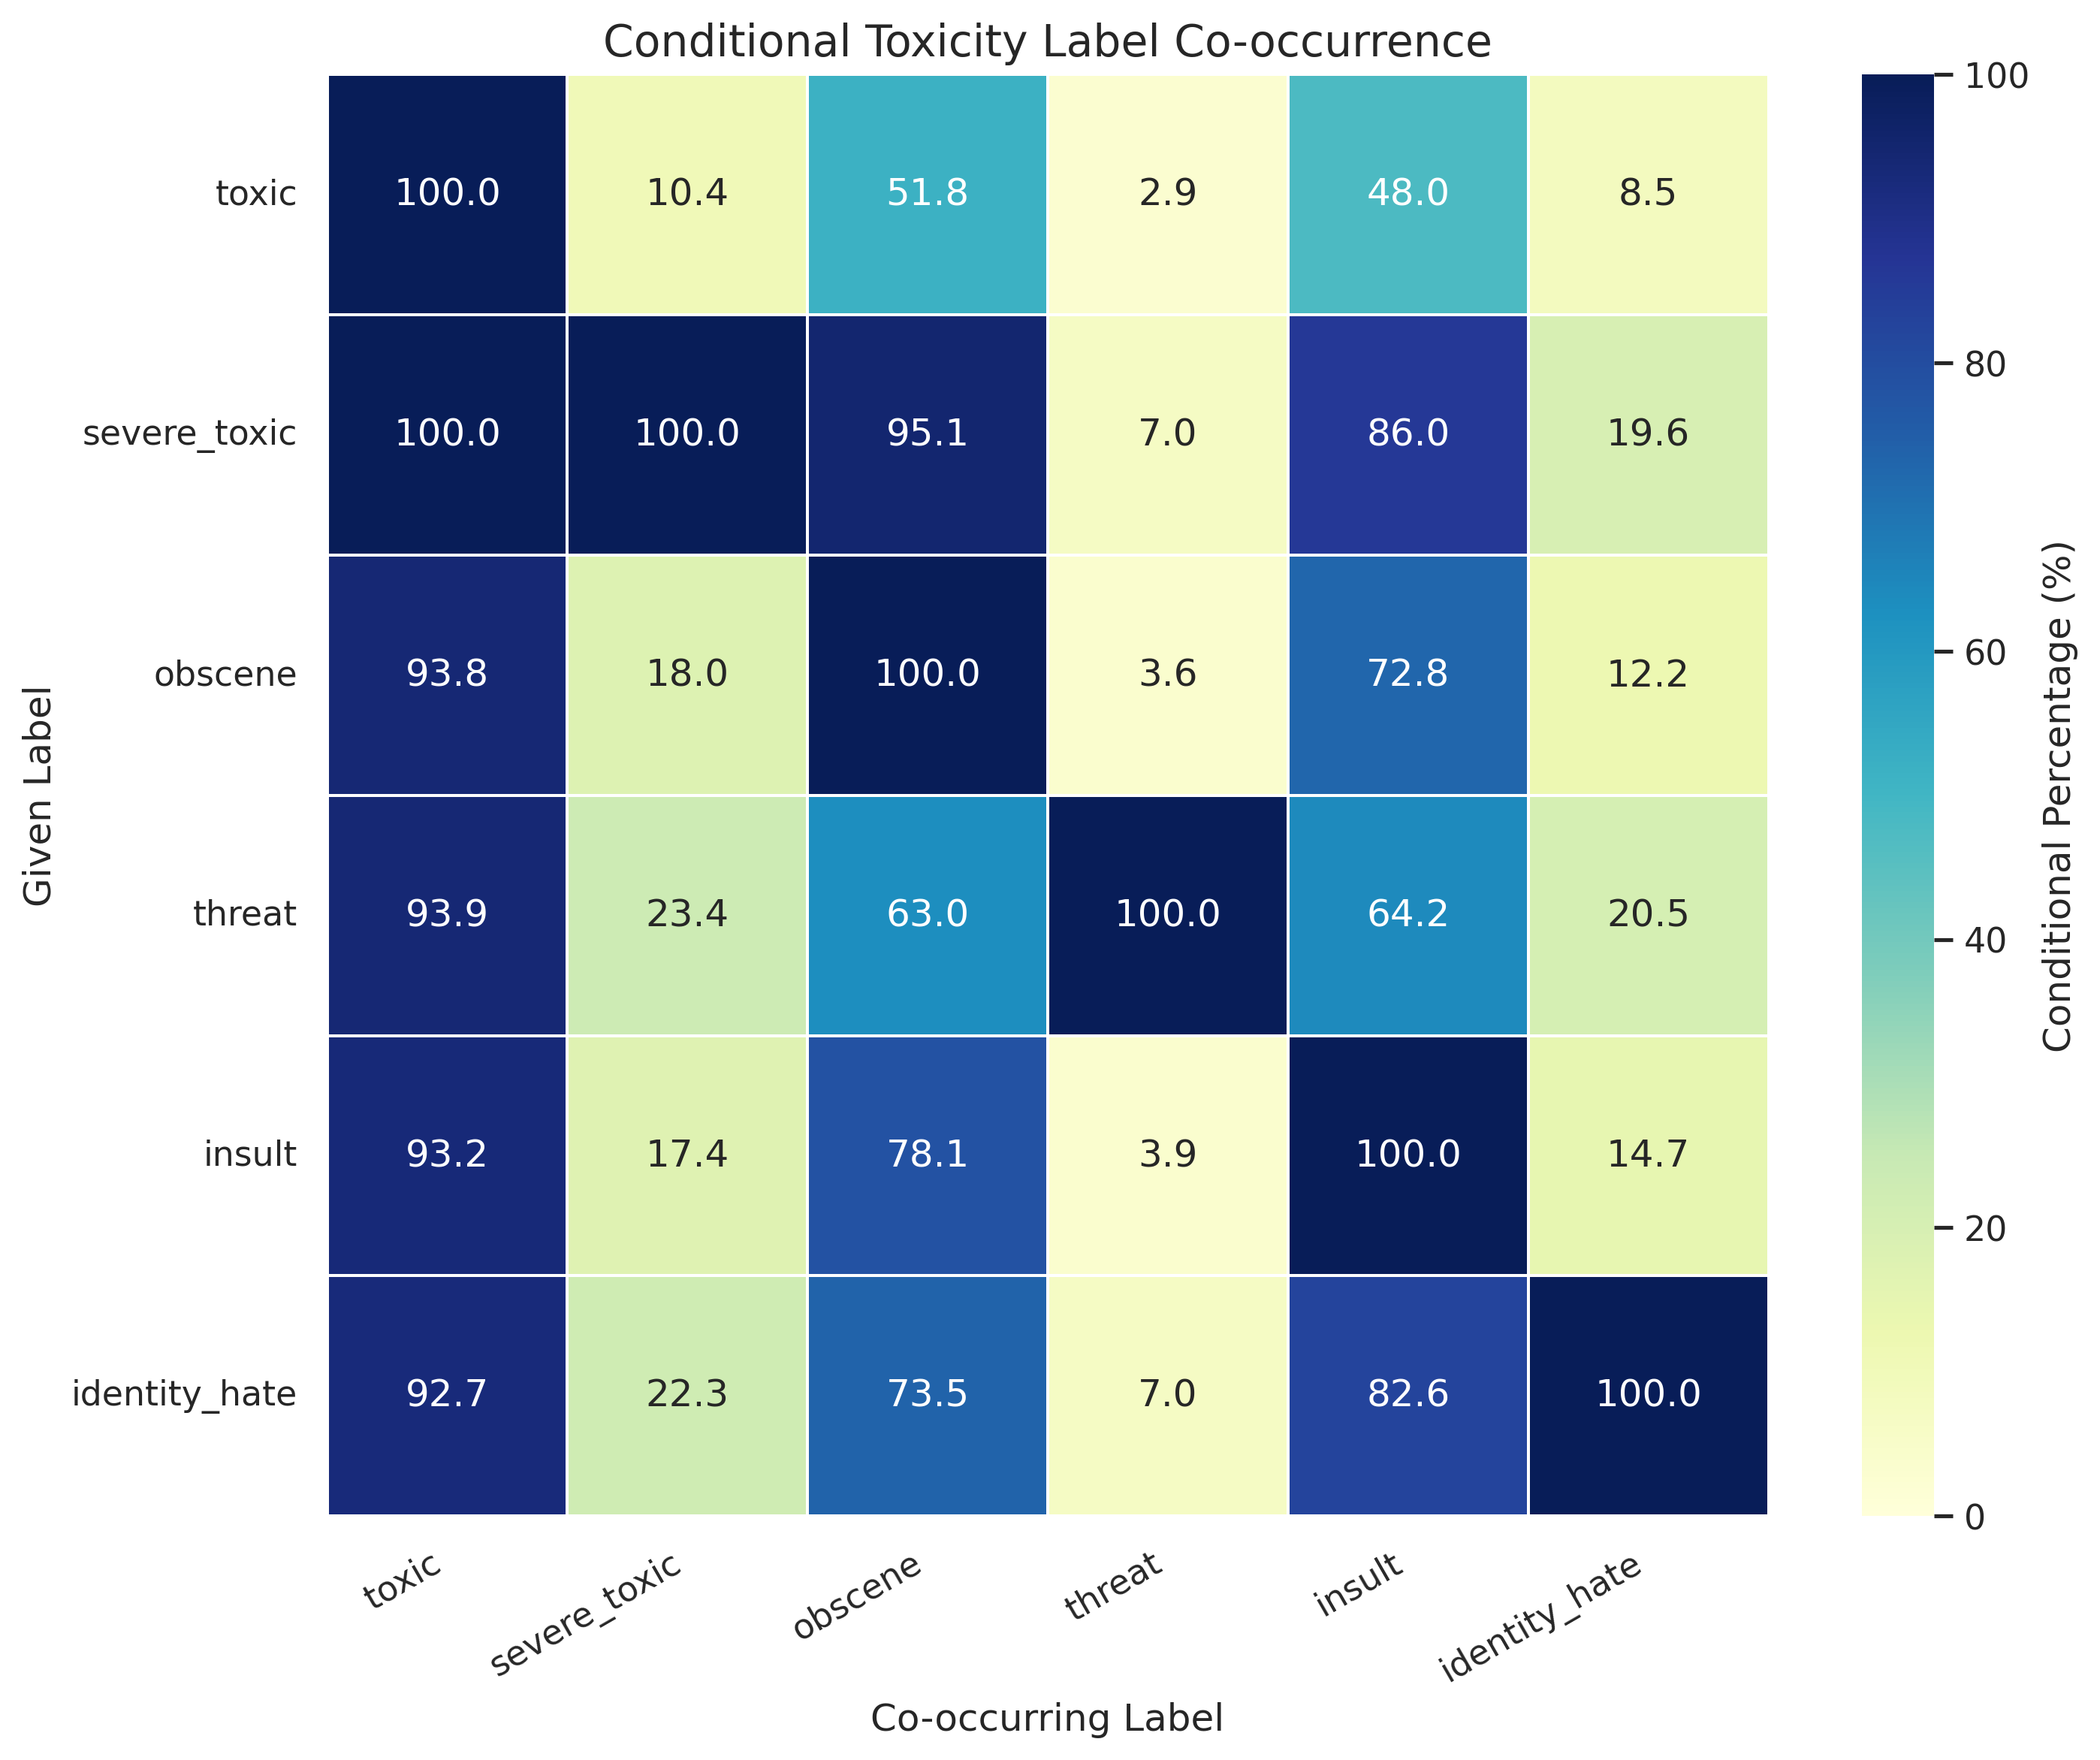 Conditional Toxicity Label Co-occurrence
Given Label
toxic 100.0 10.4 51.8 2.9 48.0 8.5
severe_toxic 100.0 100.0 95.1 7.0 86.0 19.6
obscene 93.8 18.0 100.0 3.6 72.8 12.2
threat 93.9 23.4 63.0 100.0 64.2 20.5
insult 93.2 17.4 78.1 3.9 100.0 14.7
identity_hate 92.7 22.3 73.5 7.0 82.6 100.0
toxic severe_toxic obscene threat insult identity_hate
Co-occurring Label
100
80
60
40
20
0
Conditional Percentage (%)